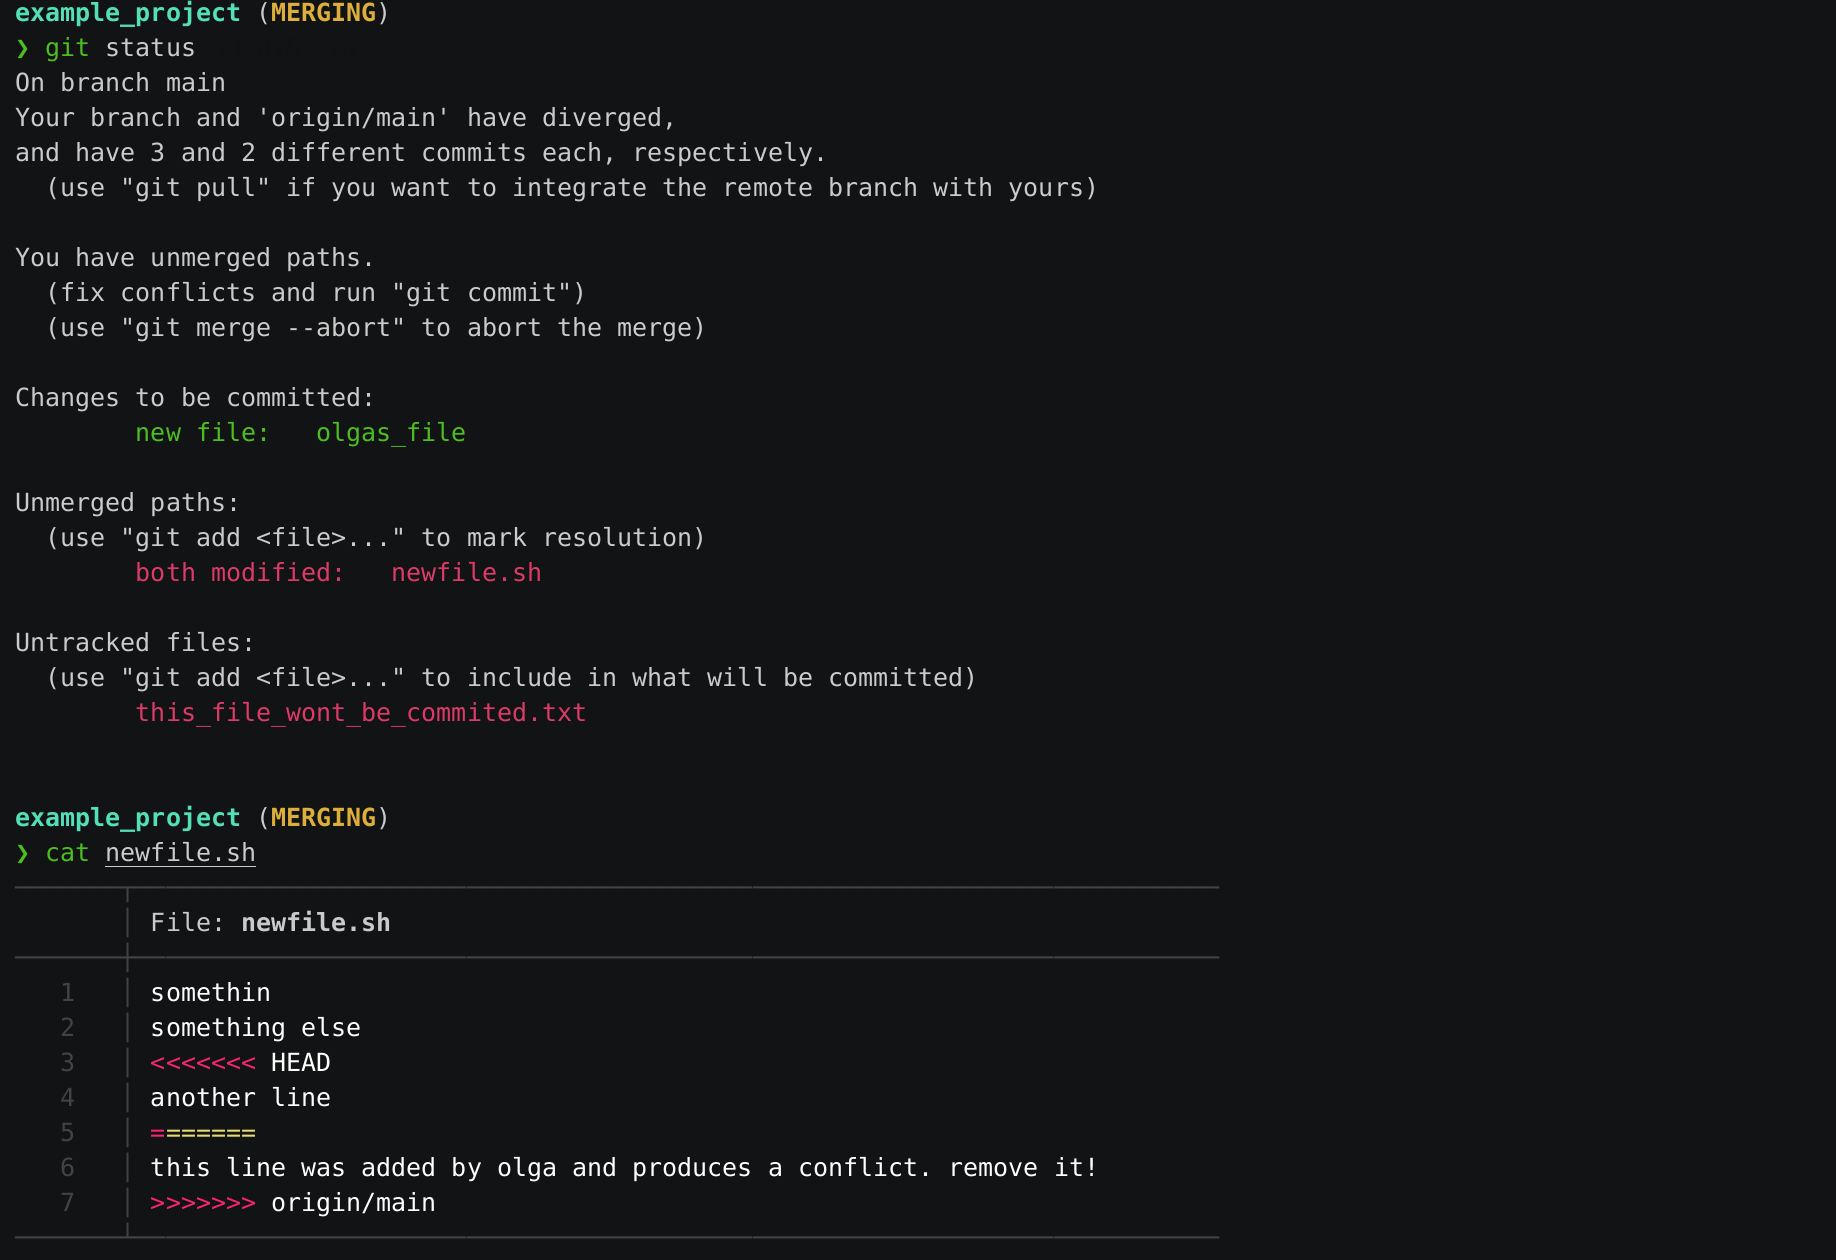 example_project (MERGING)
❯ git status
On branch main
Your branch and 'origin/main' have diverged,
and have 3 and 2 different commits each, respectively.
  (use "git pull" if you want to integrate the remote branch with yours)

You have unmerged paths.
  (fix conflicts and run "git commit")
  (use "git merge --abort" to abort the merge)

Changes to be committed:
        new file:   olgas_file

Unmerged paths:
  (use "git add <file>..." to mark resolution)
        both modified:   newfile.sh

Untracked files:
  (use "git add <file>..." to include in what will be committed)
        this_file_wont_be_commited.txt

example_project (MERGING)
❯ cat newfile.sh
File: newfile.sh
1 somethin
2 something else
3 <<<<<<< HEAD
4 another line
5 =======
6 this line was added by olga and produces a conflict. remove it!
7 >>>>>>> origin/main